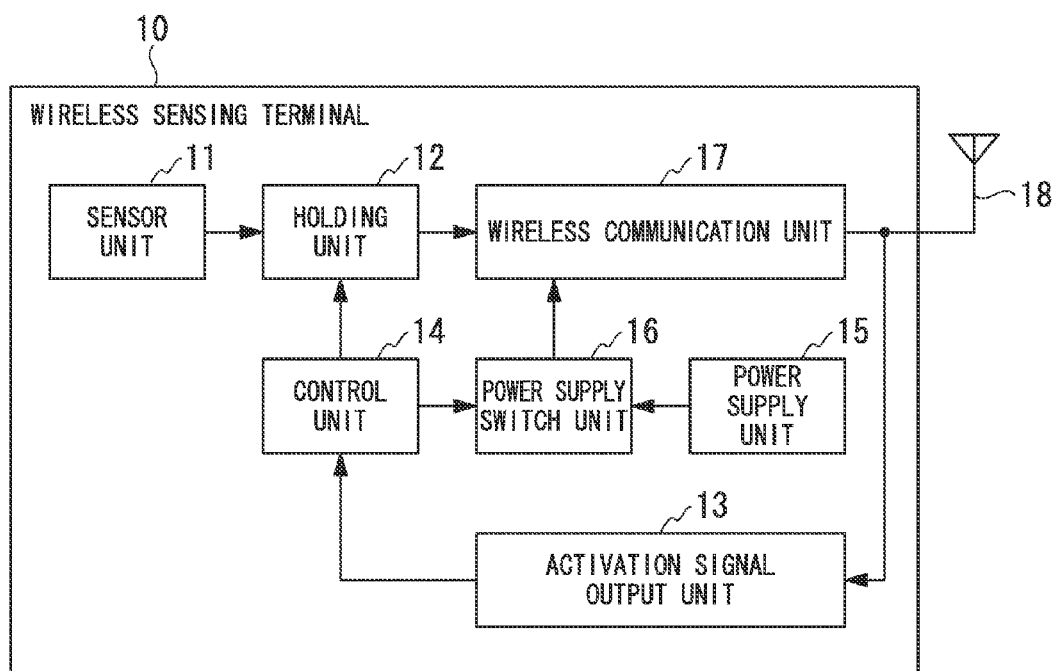 10
WIRELESS SENSING TERMINAL
11
SENSOR
UNIT
12
HOLDING
UNIT
17
WIRELESS COMMUNICATION UNIT
18
14
CONTROL
UNIT
16
POWER SUPPLY
SWITCH UNIT
15
POWER
SUPPLY
UNIT
13
ACTIVATION SIGNAL
OUTPUT UNIT